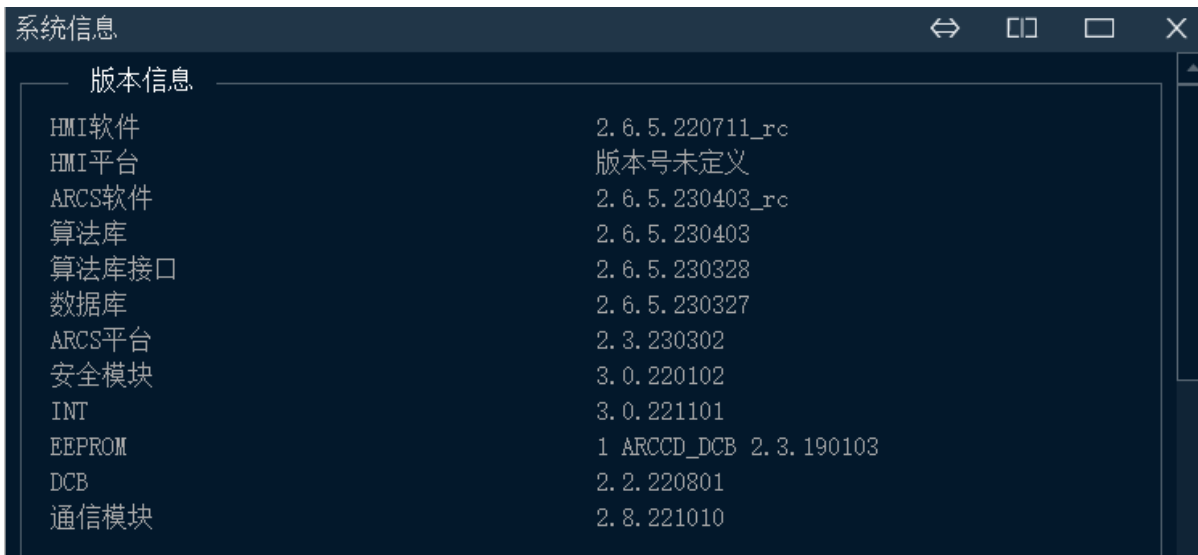 系统信息
版本信息
HMI软件 2.6.5.220711_rc
HMI平台 版本号未定义
ARCS软件 2.6.5.230403_rc
算法库 2.6.5.230403
算法库接口 2.6.5.230328
数据库 2.6.5.230327
ARCS平台 2.3.230302
安全模块 3.0.220102
INT 3.0.221101
EEPROM 1 ARCCD_DCB 2.3.190103
DCB 2.2.220801
通信模块 2.8.221010